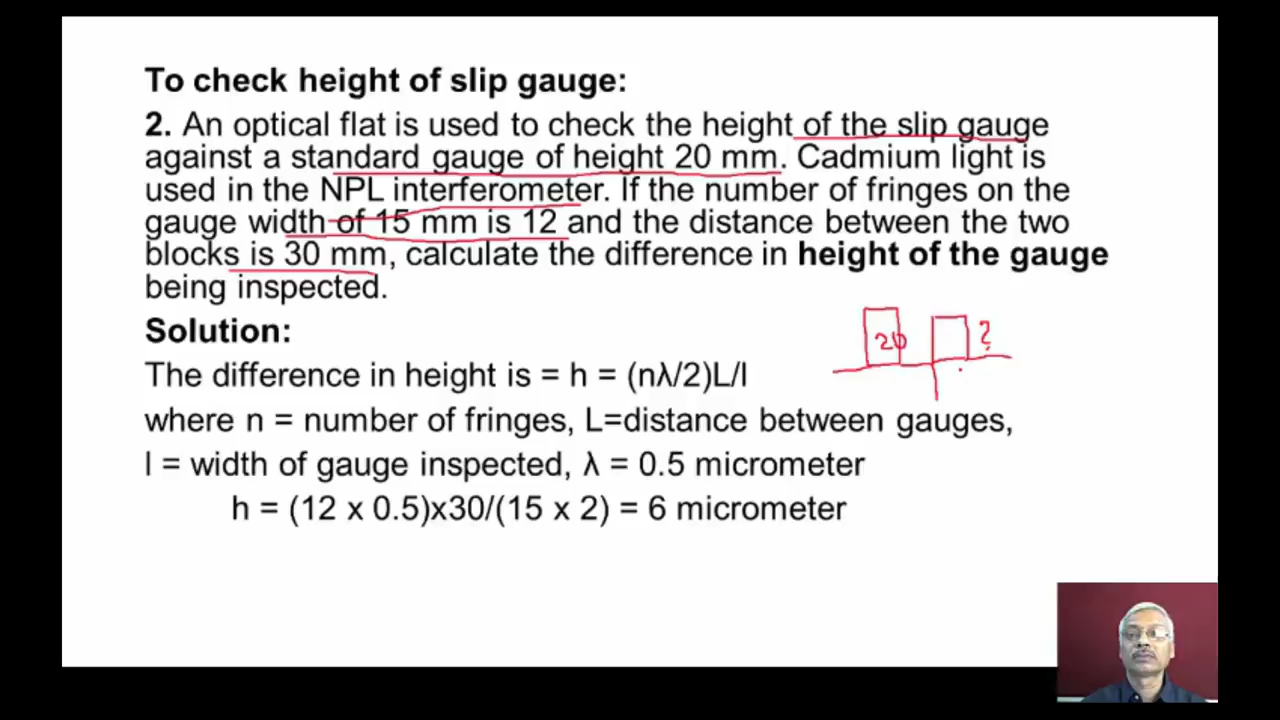 To check height of slip gauge:
2. An optical flat is used to check the height of the slip gauge
against a standard gauge of height 20 mm. Cadmium light is
used in the NPL interferometer. If the number of fringes on the
gauge width of 15 mm is 12 and the distance between the two
blocks is 30 mm, calculate the difference in height of the gauge
being inspected.
Solution:
20 ?
The difference in height is = h = (nλ/2)L/l
where n = number of fringes, L=distance between gauges,
l = width of gauge inspected, λ = 0.5 micrometer
h = (12 x 0.5)x30/(15 x 2) = 6 micrometer